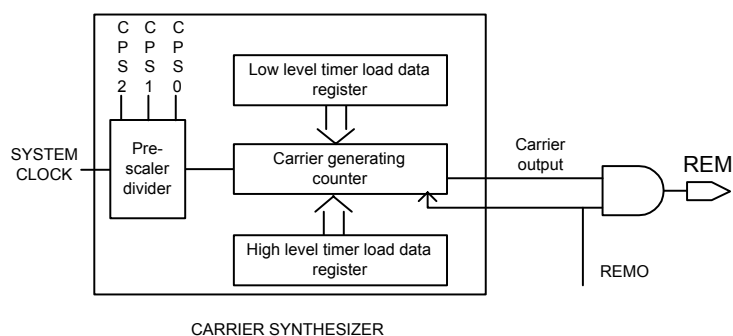 C C C
P P P
S S S
2 1 0
Low level timer load data
register
SYSTEM
CLOCK
Pre-
scaler
divider
Carrier generating
counter
Carrier
output
REM
High level timer load data
register
REMO
CARRIER SYNTHESIZER